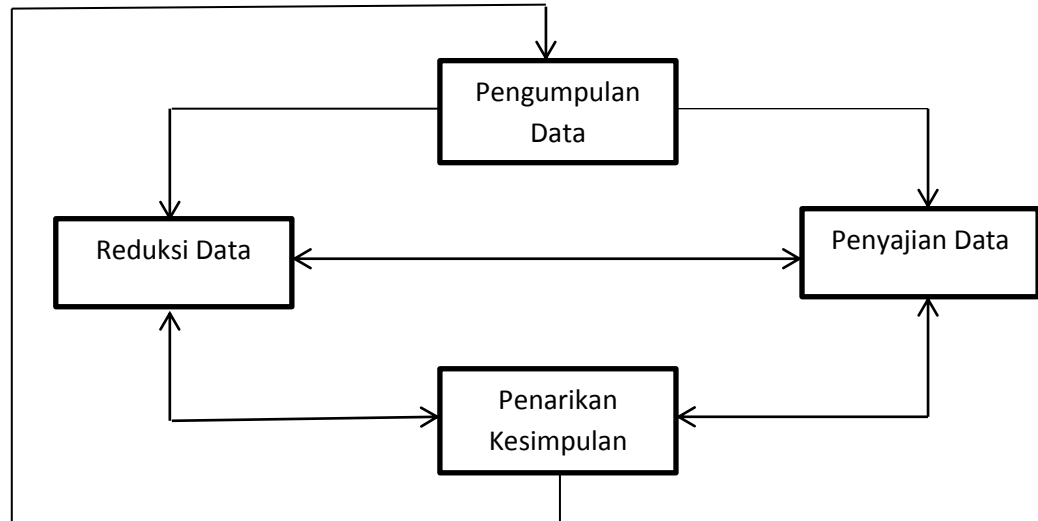 Pengumpulan
Data
Reduksi Data
Penyajian Data
Penarikan
Kesimpulan